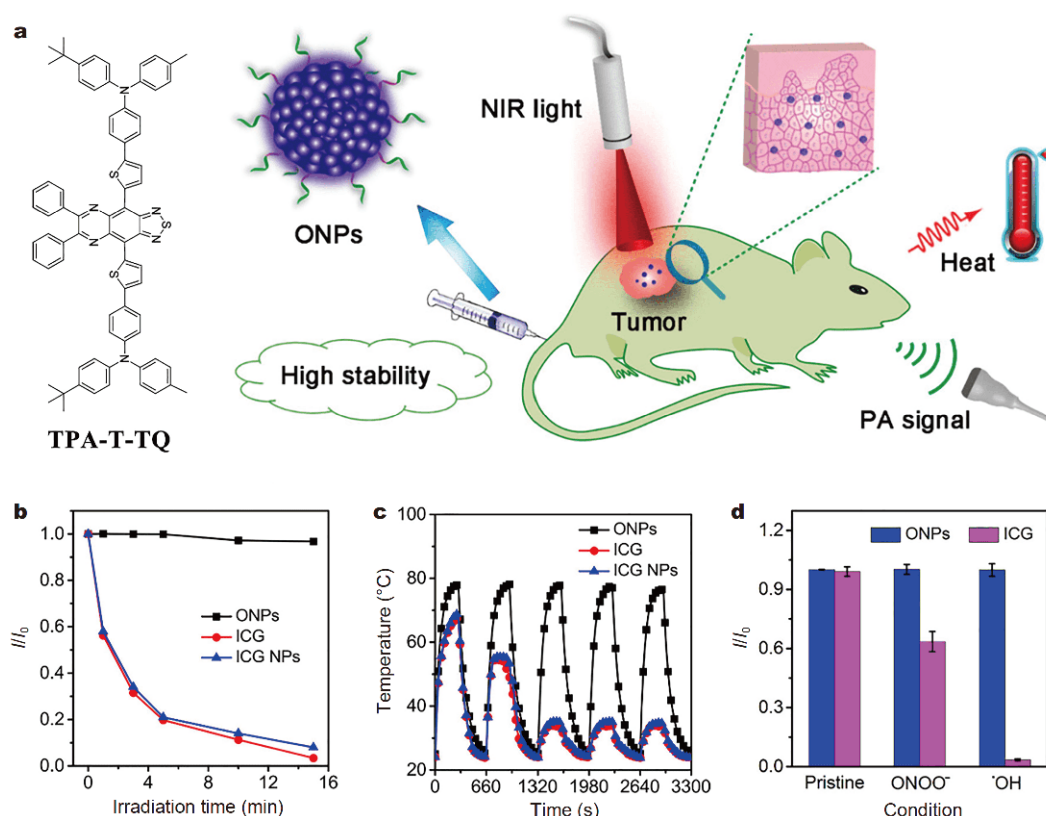 a
N
N
S
N
N
N
S
N
N
S
N
TPA-T-TQ
ONPs
NIR light
Tumor
Heat
PA signal
High stability
b
1.0
0.8
0.6
0.4
0.2
0.0
I/I₀
0 4 8 12 16
Irradiation time (min)
ONPs
ICG
ICG NPs
c
100
80
60
40
20
Temperature (°C)
0 660 1320 1980 2640 3300
Time (s)
ONPs
ICG
ICG NPs
d
1.2
0.9
0.6
0.3
0.0
I/I₀
ONPs ICG
Pristine ONOO⁻ ˙OH
Condition